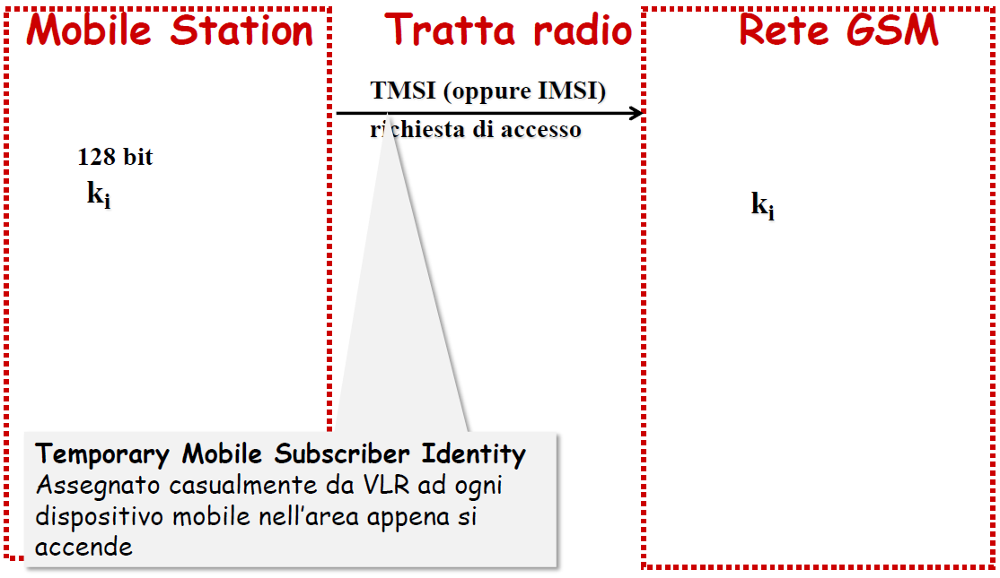 Mobile Station
Tratta radio
Rete GSM
TMSI (oppure IMSI)
richiesta di accesso
128 bit
ki
ki
Temporary Mobile Subscriber Identity
Assegnato casualmente da VLR ad ogni
dispositivo mobile nell'area appena si
accende